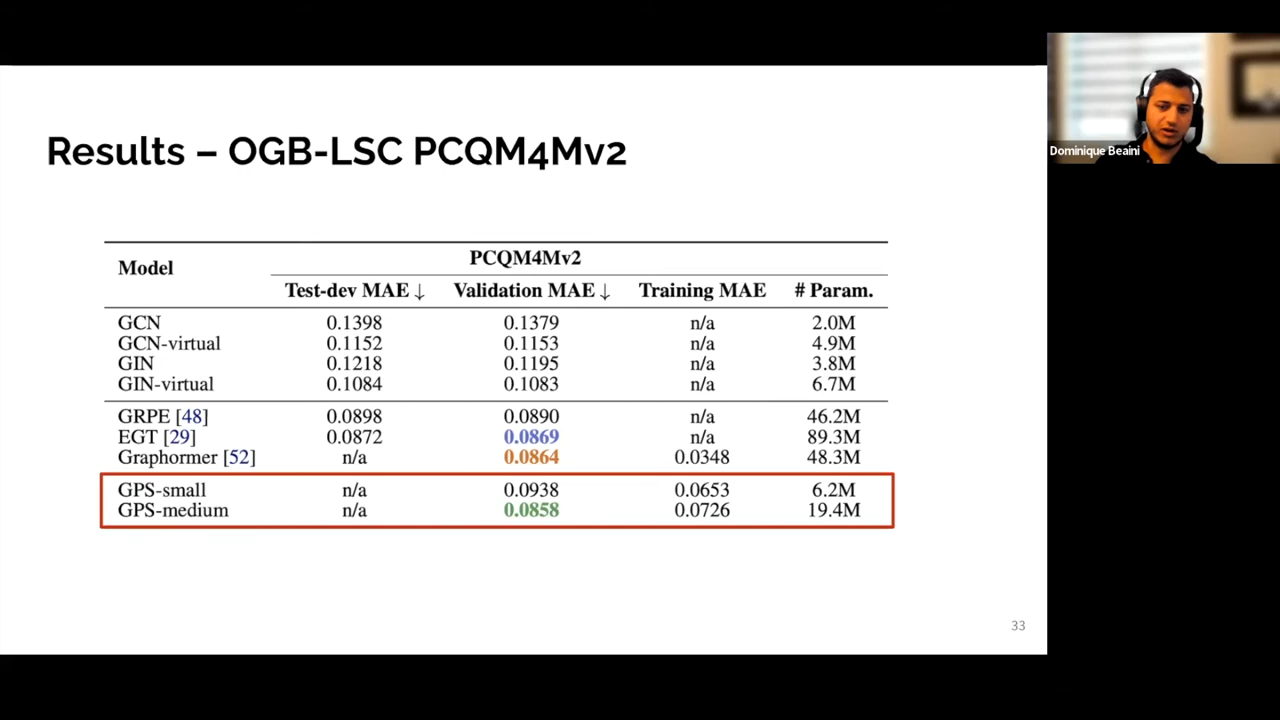 Results – OGB-LSC PCQM4Mv2
Dominique Beaini
Model PCQM4Mv2
Test-dev MAE ↓ Validation MAE ↓ Training MAE # Param.
GCN 0.1398 0.1379 n/a 2.0M
GCN-virtual 0.1152 0.1153 n/a 4.9M
GIN 0.1218 0.1195 n/a 3.8M
GIN-virtual 0.1084 0.1083 n/a 6.7M
GRPE [48] 0.0898 0.0890 n/a 46.2M
EGT [29] 0.0872 0.0869 n/a 89.3M
Graphormer [52] n/a 0.0864 0.0348 48.3M
GPS-small n/a 0.0938 0.0653 6.2M
GPS-medium n/a 0.0858 0.0726 19.4M
33